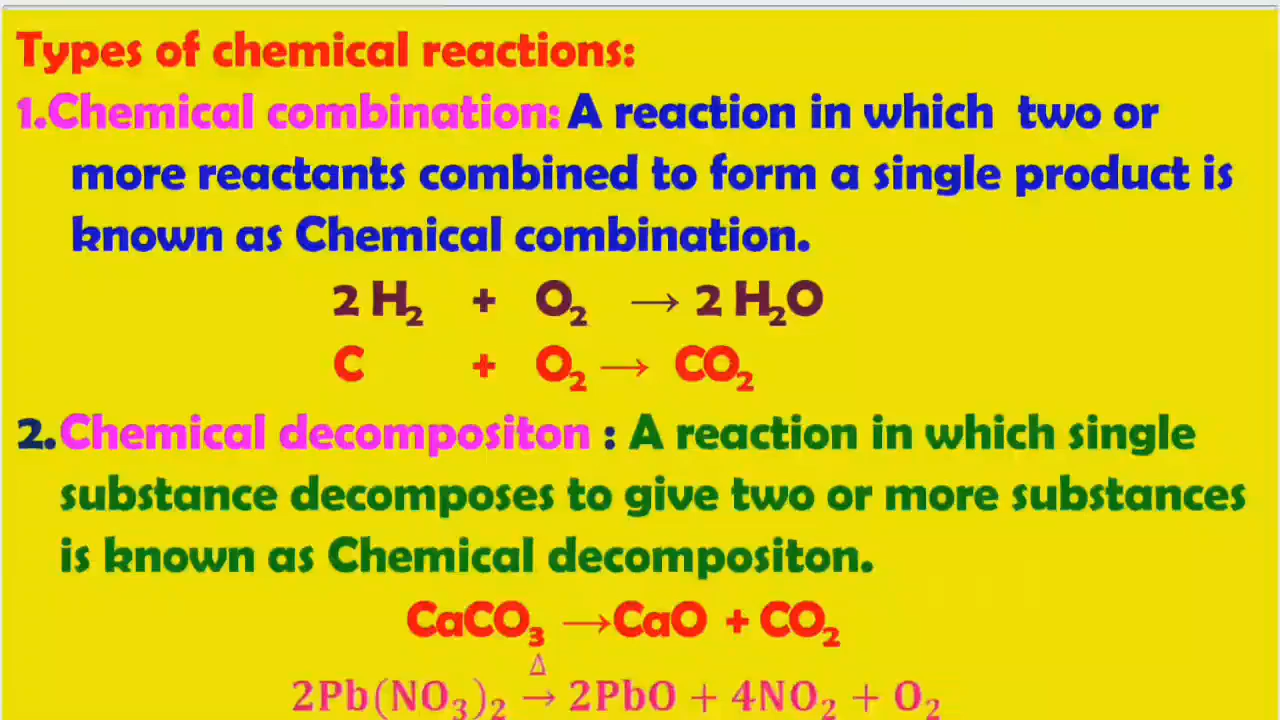 Types of chemical reactions:
1.Chemical combination: A reaction in which two or
more reactants combined to form a single product is
known as Chemical combination.
2 H₂ + O₂ → 2 H₂O
C + O₂ → CO₂
2.Chemical decompositon : A reaction in which single
substance decomposes to give two or more substances
is known as Chemical decompositon.
CaCO₃ →CaO + CO₂
Δ
2Pb(NO₃)₂ → 2PbO + 4NO₂ + O₂